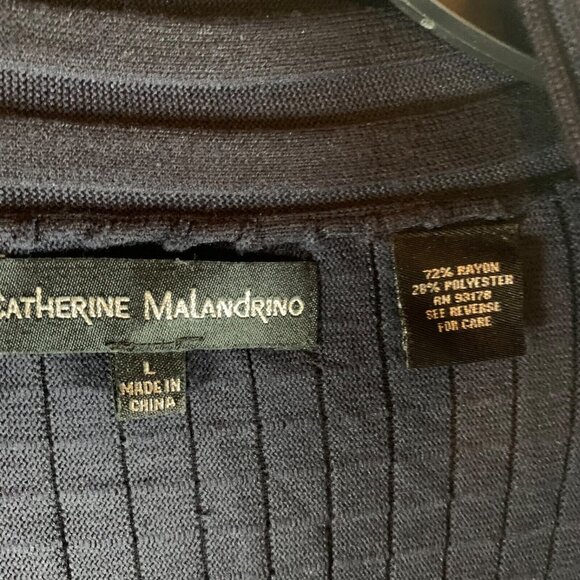 CATHERINE MALANDRINO
L
MADE IN
CHINA
72% RAYON
28% POLYESTER
RN 93178
SEE REVERSE
FOR CARE